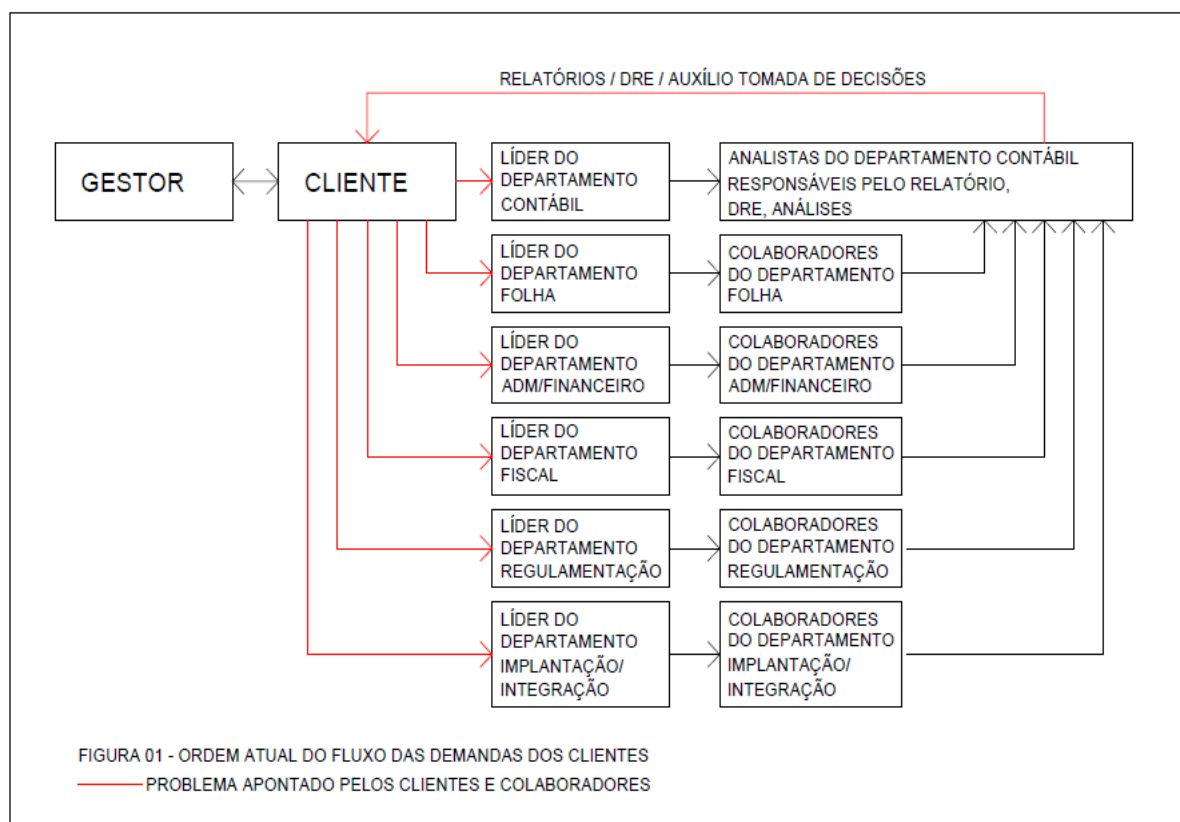 RELATÓRIOS / DRE / AUXÍLIO TOMADA DE DECISÕES
GESTOR
CLIENTE
LÍDER DO
DEPARTAMENTO
CONTÁBIL
ANALISTAS DO DEPARTAMENTO CONTÁBIL
RESPONSÁVEIS PELO RELATÓRIO,
DRE, ANÁLISES
LÍDER DO
DEPARTAMENTO
FOLHA
COLABORADORES
DO DEPARTAMENTO
FOLHA
LÍDER DO
DEPARTAMENTO
ADM/FINANCEIRO
COLABORADORES
DO DEPARTAMENTO
ADM/FINANCEIRO
LÍDER DO
DEPARTAMENTO
FISCAL
COLABORADORES
DO DEPARTAMENTO
FISCAL
LÍDER DO
DEPARTAMENTO
REGULAMENTAÇÃO
COLABORADORES
DO DEPARTAMENTO
REGULAMENTAÇÃO
LÍDER DO
DEPARTAMENTO
IMPLANTAÇÃO/
INTEGRAÇÃO
COLABORADORES
DO DEPARTAMENTO
IMPLANTAÇÃO/
INTEGRAÇÃO
FIGURA 01 - ORDEM ATUAL DO FLUXO DAS DEMANDAS DOS CLIENTES
PROBLEMA APONTADO PELOS CLIENTES E COLABORADORES